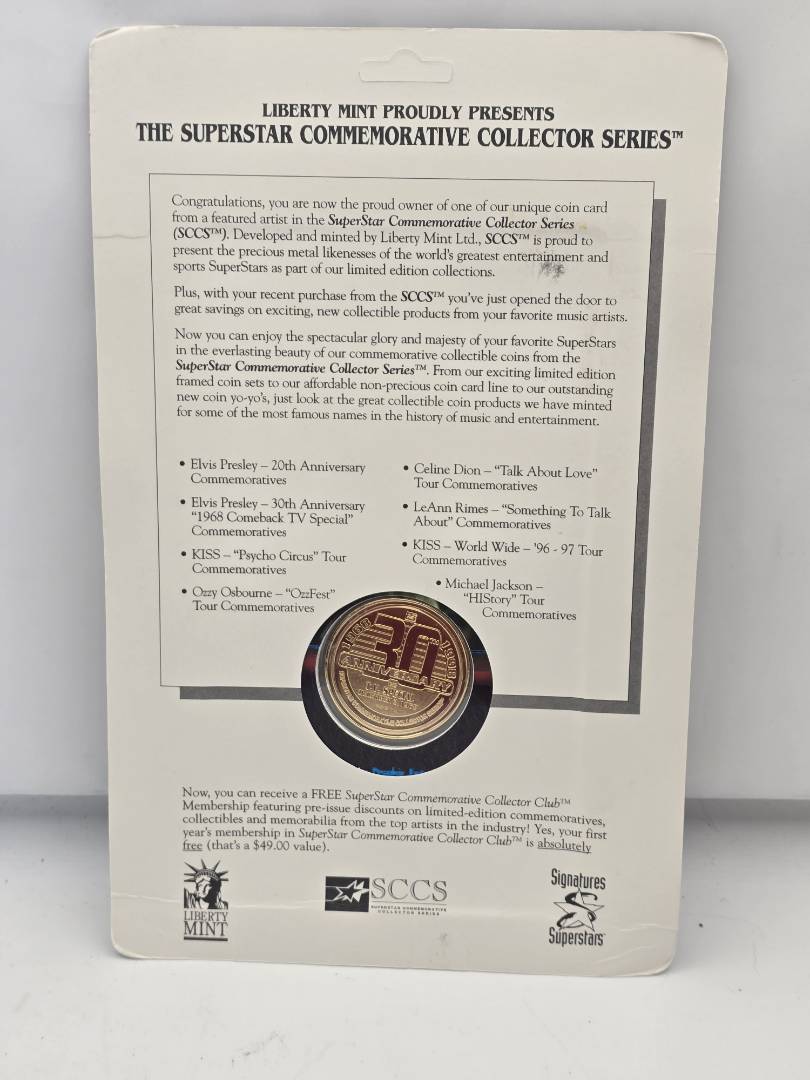 LIBERTY MINT PROUDLY PRESENTS
THE SUPERSTAR COMMEMORATIVE COLLECTOR SERIES™
Congratulations, you are now the proud owner of one of our unique coin card
from a featured artist in the SuperStar Commemorative Collector Series
(SCCS™). Developed and minted by Liberty Mint Ltd., SCCS™ is proud to
present the precious metal likenesses of the world's greatest entertainment and
sports SuperStars as part of our limited edition collections.
Plus, with your recent purchase from the SCCS™ you've just opened the door to
great savings on exciting, new collectible products from your favorite music artists.
Now you can enjoy the spectacular glory and majesty of your favorite SuperStars
in the everlasting beauty of our commemorative collectible coins from the
SuperStar Commemorative Collector Series™. From our exciting limited edition
framed coin sets to our affordable non-precious coin card line to our outstanding
new coin yo-yo's, just look at the great collectible coin products we have minted
for some of the most famous names in the history of music and entertainment.
• Elvis Presley – 20th Anniversary
Commemoratives
• Elvis Presley – 30th Anniversary
"1968 Comeback TV Special"
Commemoratives
• KISS – "Psycho Circus" Tour
Commemoratives
• Ozzy Osbourne – "OzzFest"
Tour Commemoratives
• Celine Dion – "Talk About Love"
Tour Commemoratives
• LeAnn Rimes – "Something To Talk
About" Commemoratives
• KISS – World Wide – '96 - 97 Tour
Commemoratives
• Michael Jackson –
"HIStory" Tour
Commemoratives
1968 30TH 1998
ANNIVERSARY
SUPERSTAR COMMEMORATIVE COLLECTOR SERIES
Now, you can receive a FREE SuperStar Commemorative Collector Club™
Membership featuring pre-issue discounts on limited-edition commemoratives,
collectibles and memorabilia from the top artists in the industry! Yes, your first
year's membership in SuperStar Commemorative Collector Club™ is absolutely
free (that's a $49.00 value).
LIBERTY
MINT
SCCS
SUPERSTAR COMMEMORATIVE
COLLECTOR SERIES
Signatures
Superstars